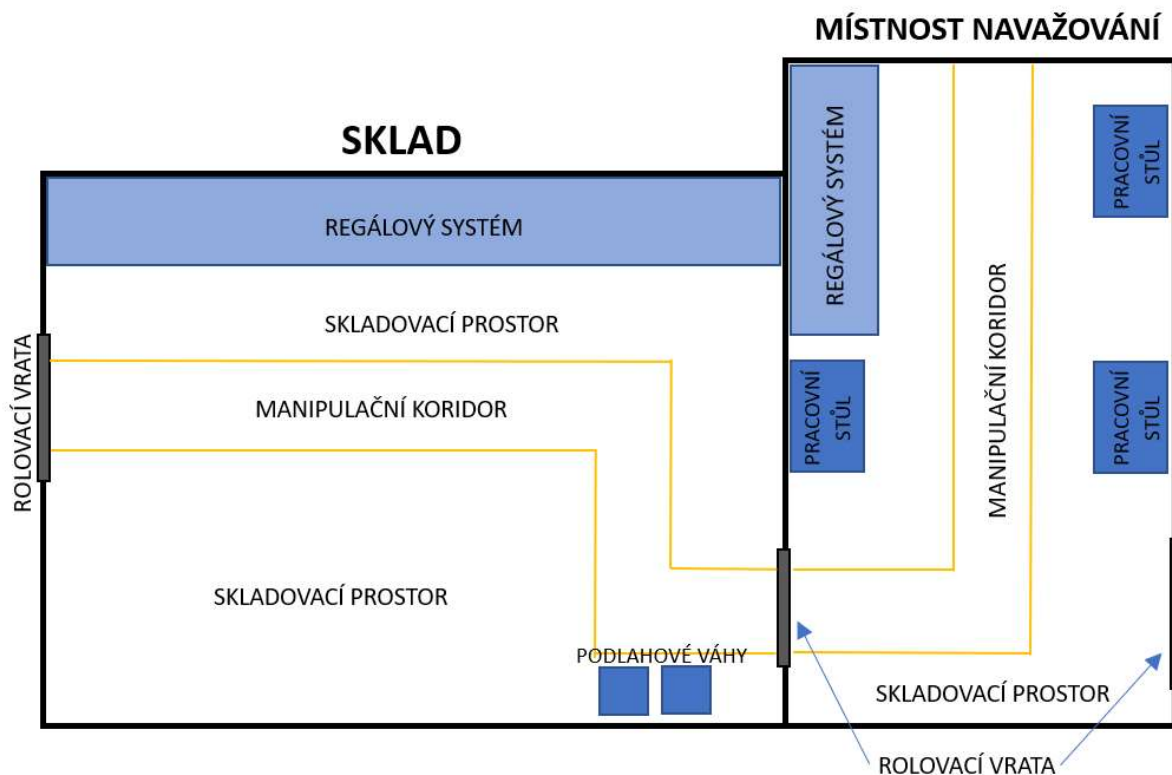 MÍSTNOST NAVAŽOVÁNÍ
SKLAD
REGÁLOVÝ SYSTÉM
SKLADOVACÍ PROSTOR
ROLOVACÍ VRATA
MANIPULAČNÍ KORIDOR
SKLADOVACÍ PROSTOR
PODLAHOVÉ VÁHY
REGÁLOVÝ SYSTÉM
PRACOVNÍ
STŮL
MANIPULAČNÍ KORIDOR
PRACOVNÍ
STŮL
PRACOVNÍ
STŮL
SKLADOVACÍ PROSTOR
ROLOVACÍ VRATA